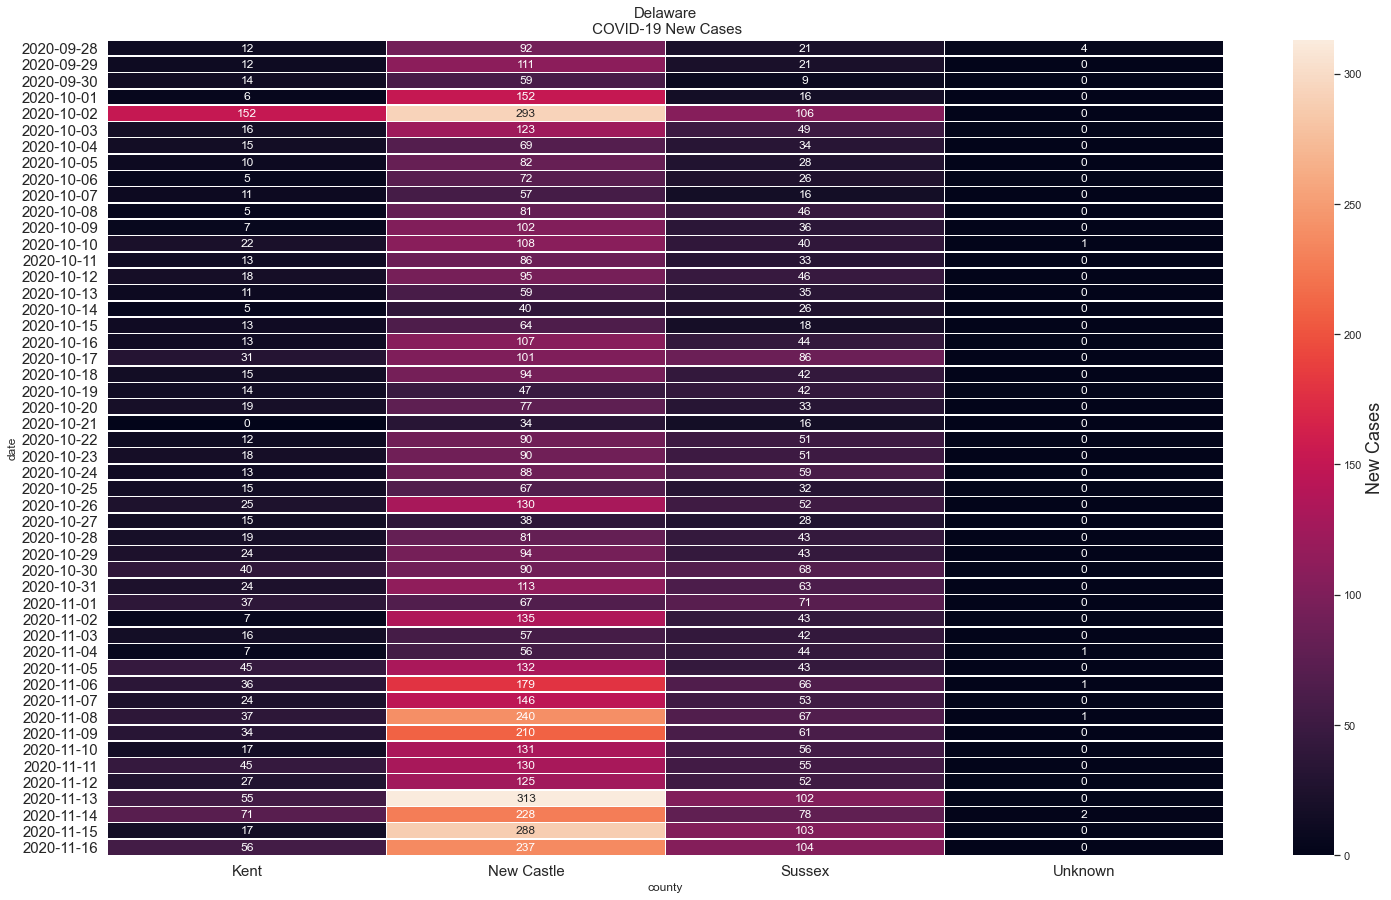 Delaware
COVID-19 New Cases
2020-09-28 12 92 21 4
2020-09-29 12 111 21 0
2020-09-30 14 59 9 0
2020-10-01 6 152 16 0
2020-10-02 152 293 106 0
2020-10-03 16 123 49 0
2020-10-04 15 69 34 0
2020-10-05 10 82 28 0
2020-10-06 5 72 26 0
2020-10-07 11 57 16 0
2020-10-08 5 81 46 0
2020-10-09 7 102 36 0
2020-10-10 22 108 40 1
2020-10-11 13 86 33 0
2020-10-12 18 95 46 0
2020-10-13 11 59 35 0
2020-10-14 5 40 26 0
2020-10-15 13 64 18 0
2020-10-16 13 107 44 0
2020-10-17 31 101 86 0
2020-10-18 15 94 42 0
2020-10-19 14 47 42 0
2020-10-20 19 77 33 0
2020-10-21 0 34 16 0
2020-10-22 12 90 51 0
2020-10-23 18 90 51 0
2020-10-24 13 88 59 0
2020-10-25 15 67 32 0
2020-10-26 25 130 52 0
2020-10-27 15 38 28 0
2020-10-28 19 81 43 0
2020-10-29 24 94 43 0
2020-10-30 40 90 68 0
2020-10-31 24 113 63 0
2020-11-01 37 67 71 0
2020-11-02 7 135 43 0
2020-11-03 16 57 42 0
2020-11-04 7 56 44 1
2020-11-05 45 132 43 0
2020-11-06 36 179 66 1
2020-11-07 24 146 53 0
2020-11-08 37 240 67 1
2020-11-09 34 210 61 0
2020-11-10 17 131 56 0
2020-11-11 45 130 55 0
2020-11-12 27 125 52 0
2020-11-13 55 313 102 0
2020-11-14 71 228 78 2
2020-11-15 17 288 103 0
2020-11-16 56 237 104 0
Kent New Castle Sussex Unknown
county
date
300
250
200
150
100
50
0
New Cases